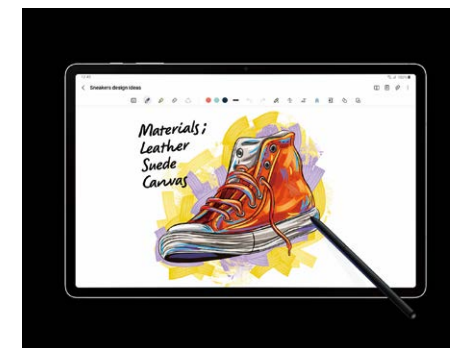 Sneakers design ideas
Materials ;
Leather
Suede
Canvas